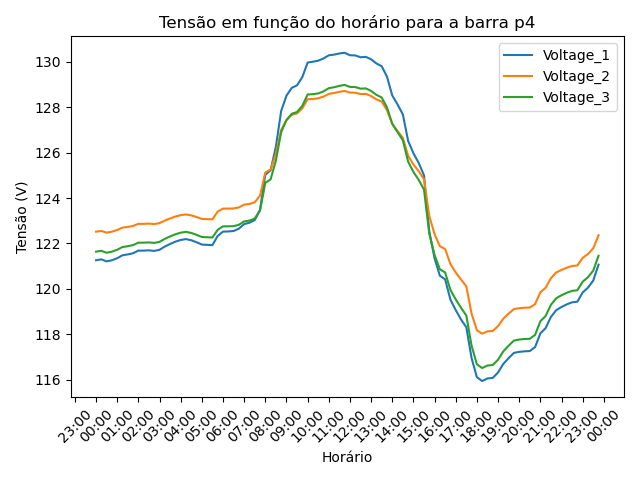 Tensão em função do horário para a barra p4
Voltage_1
Voltage_2
Voltage_3
Tensão (V)
130
128
126
124
122
120
118
116
23:00 00:00 01:00 02:00 03:00 04:00 05:00 06:00 07:00 08:00 09:00 10:00 11:00 12:00 13:00 14:00 15:00 16:00 17:00 18:00 19:00 20:00 21:00 22:00 23:00 00:00
Horário